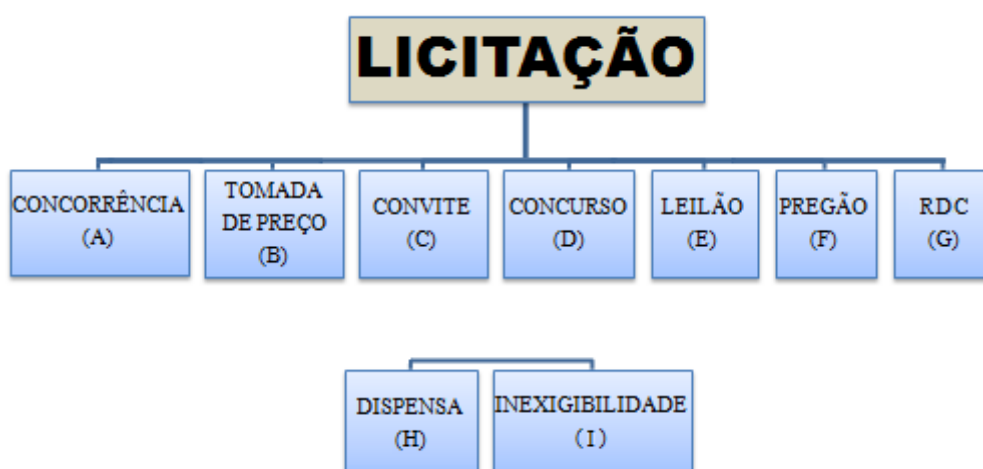 LICITAÇÃO
CONCORRÊNCIA
(A)
TOMADA
DE PREÇO
(B)
CONVITE
(C)
CONCURSO
(D)
LEILÃO
(E)
PREGÃO
(F)
RDC
(G)
DISPENSA
(H)
INEXIGIBILIDADE
( I )